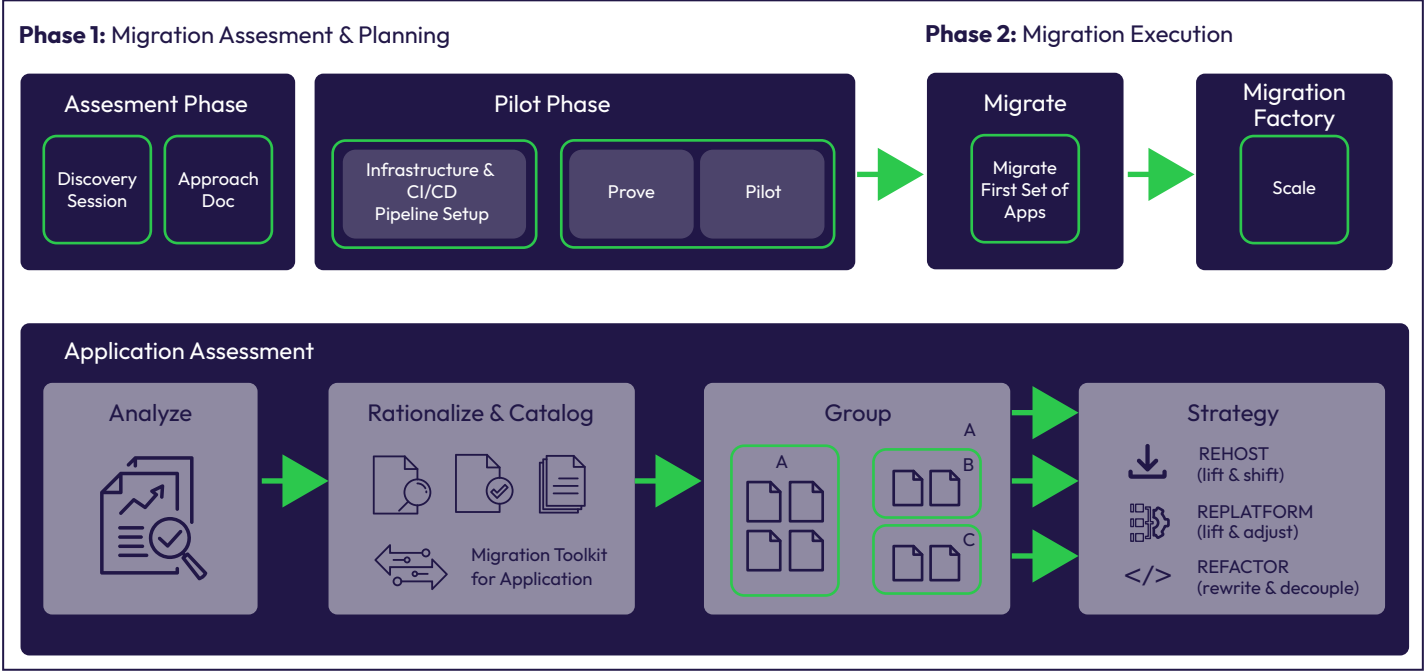 Phase 1: Migration Assesment & Planning
Phase 2: Migration Execution
Assesment Phase
Discovery
Session
Approach
Doc
Pilot Phase
Infrastructure &
CI/CD
Pipeline Setup
Prove
Pilot
Migrate
Migrate
First Set of
Apps
Migration
Factory
Scale
Application Assessment
Analyze
Rationalize & Catalog
Migration Toolkit
for Application
Group
A
A
B
C
Strategy
REHOST
(lift & shift)
REPLATFORM
(lift & adjust)
</>
REFACTOR
(rewrite & decouple)